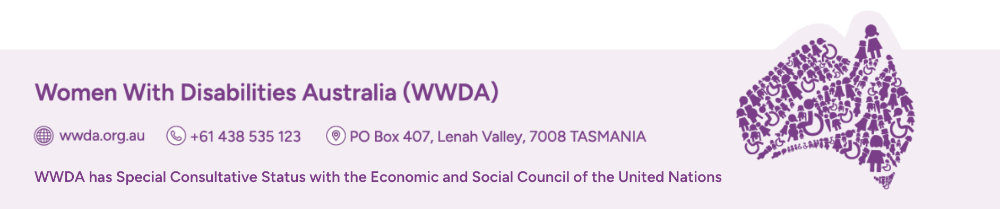 Women With Disabilities Australia (WWDA)
wwda.org.au +61 438 535 123 PO Box 407, Lenah Valley, 7008 TASMANIA
WWDA has Special Consultative Status with the Economic and Social Council of the United Nations